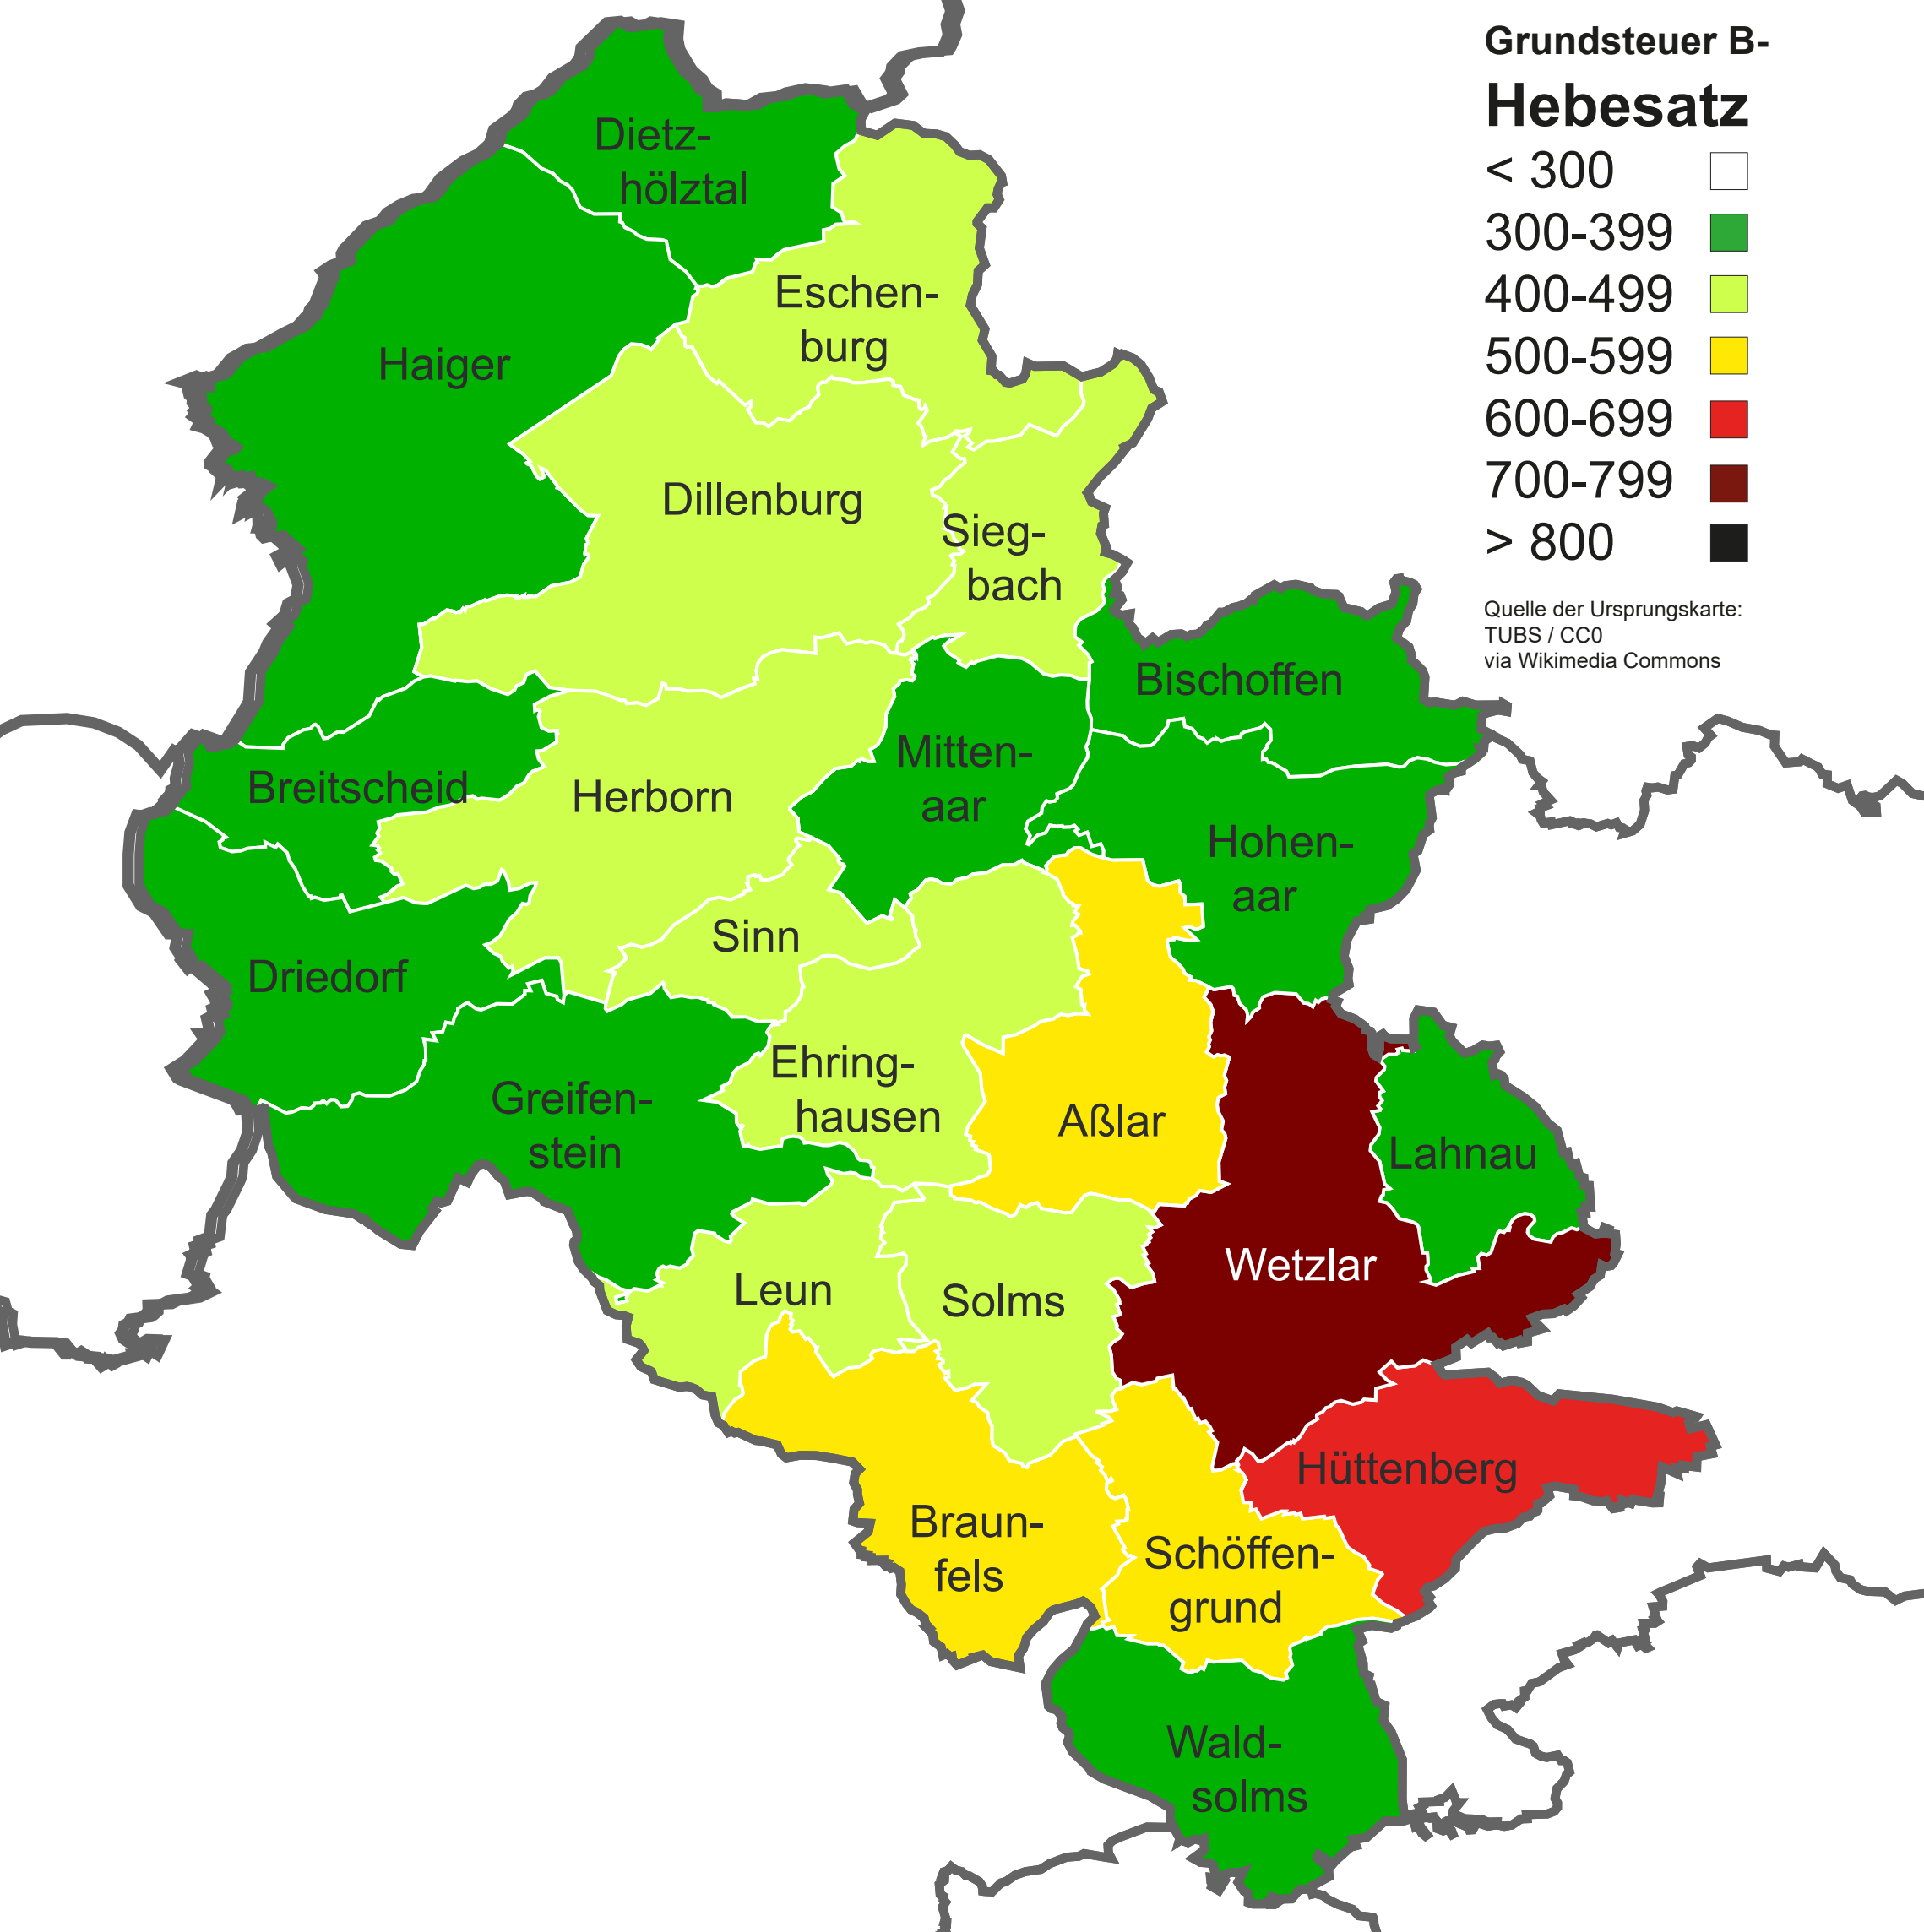 Grundsteuer B-
Hebesatz
< 300
300-399
400-499
500-599
600-699
700-799
> 800
Quelle der Ursprungskarte:
TUBS / CC0
via Wikimedia Commons
Dietz-
hölztal
Eschen-
burg
Haiger
Dillenburg
Sieg-
bach
Bischoffen
Mitten-
aar
Breitscheid
Herborn
Hohen-
aar
Sinn
Driedorf
Ehring-
hausen
Greifen-
stein
Aßlar
Lahnau
Wetzlar
Leun
Solms
Hüttenberg
Braun-
fels
Schöffen-
grund
Wald-
solms